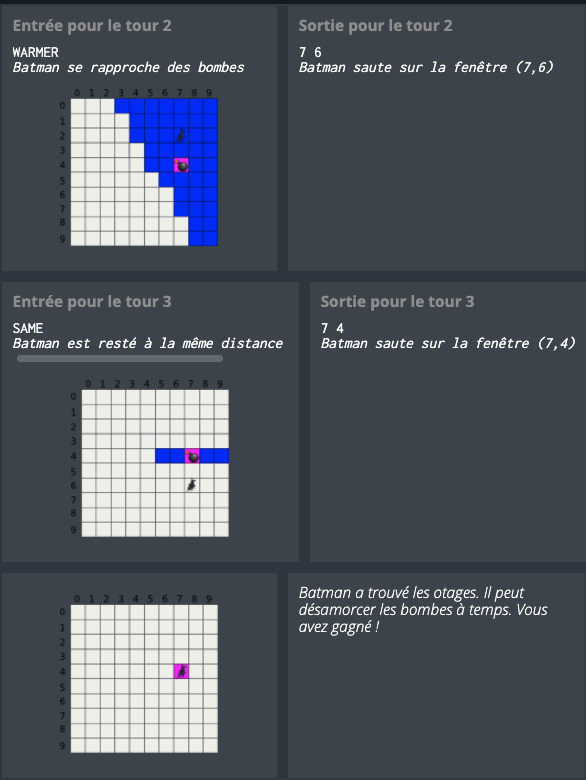 Entrée pour le tour 2
WARMER
Batman se rapproche des bombes
0 1 2 3 4 5 6 7 8 9
0
1
2
3
4
5
6
7
8
9
Sortie pour le tour 2
7 6
Batman saute sur la fenêtre (7,6)
Entrée pour le tour 3
SAME
Batman est resté à la même distance
0 1 2 3 4 5 6 7 8 9
0
1
2
3
4
5
6
7
8
9
Sortie pour le tour 3
7 4
Batman saute sur la fenêtre (7,4)
0 1 2 3 4 5 6 7 8 9
0
1
2
3
4
5
6
7
8
9
Batman a trouvé les otages. Il peut
désamorcer les bombes à temps. Vous
avez gagné !